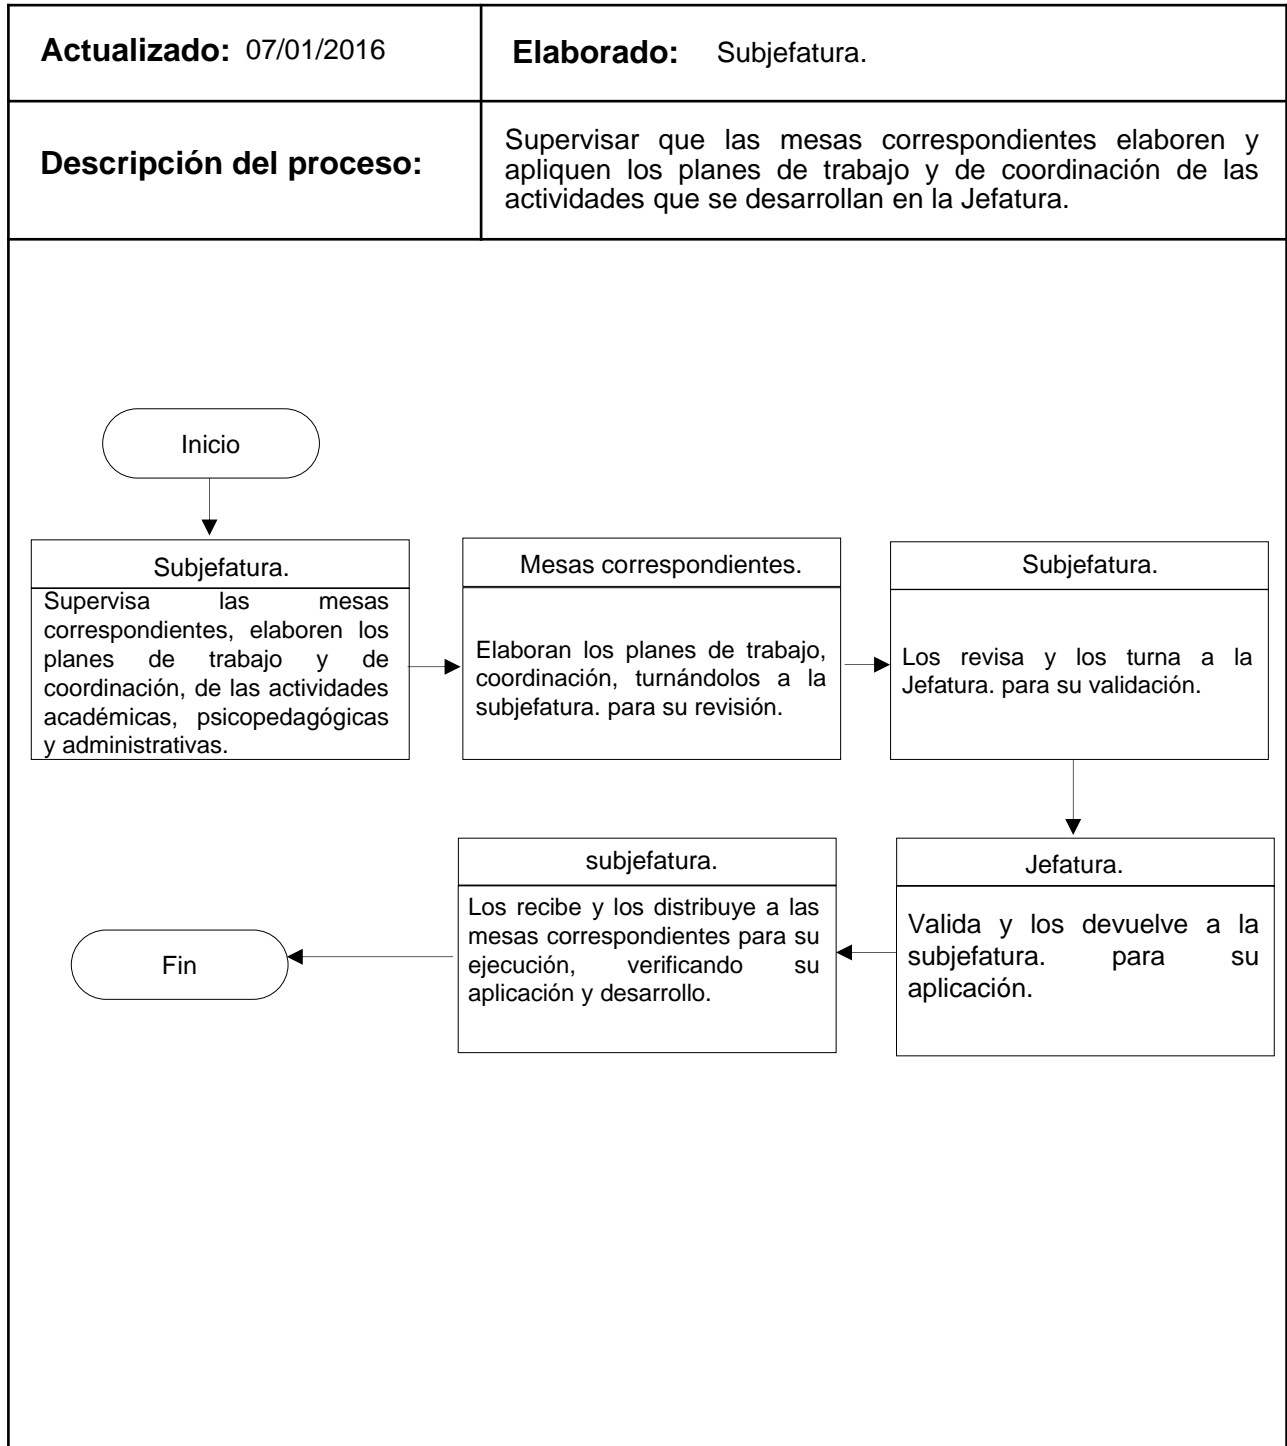 Actualizado: 07/01/2016
Elaborado: Subjefatura.
Descripción del proceso:
Supervisar que las mesas correspondientes elaboren y
apliquen los planes de trabajo y de coordinación de las
actividades que se desarrollan en la Jefatura.
Inicio
Subjefatura.
Supervisa las mesas
correspondientes, elaboren los
planes de trabajo y de
coordinación, de las actividades
académicas, psicopedagógicas
y administrativas.
Mesas correspondientes.
Elaboran los planes de trabajo,
coordinación, turnándolos a la
subjefatura. para su revisión.
Subjefatura.
Los revisa y los turna a la
Jefatura. para su validación.
Jefatura.
Valida y los devuelve a la
subjefatura. para su
aplicación.
subjefatura.
Los recibe y los distribuye a las
mesas correspondientes para su
ejecución, verificando su
aplicación y desarrollo.
Fin